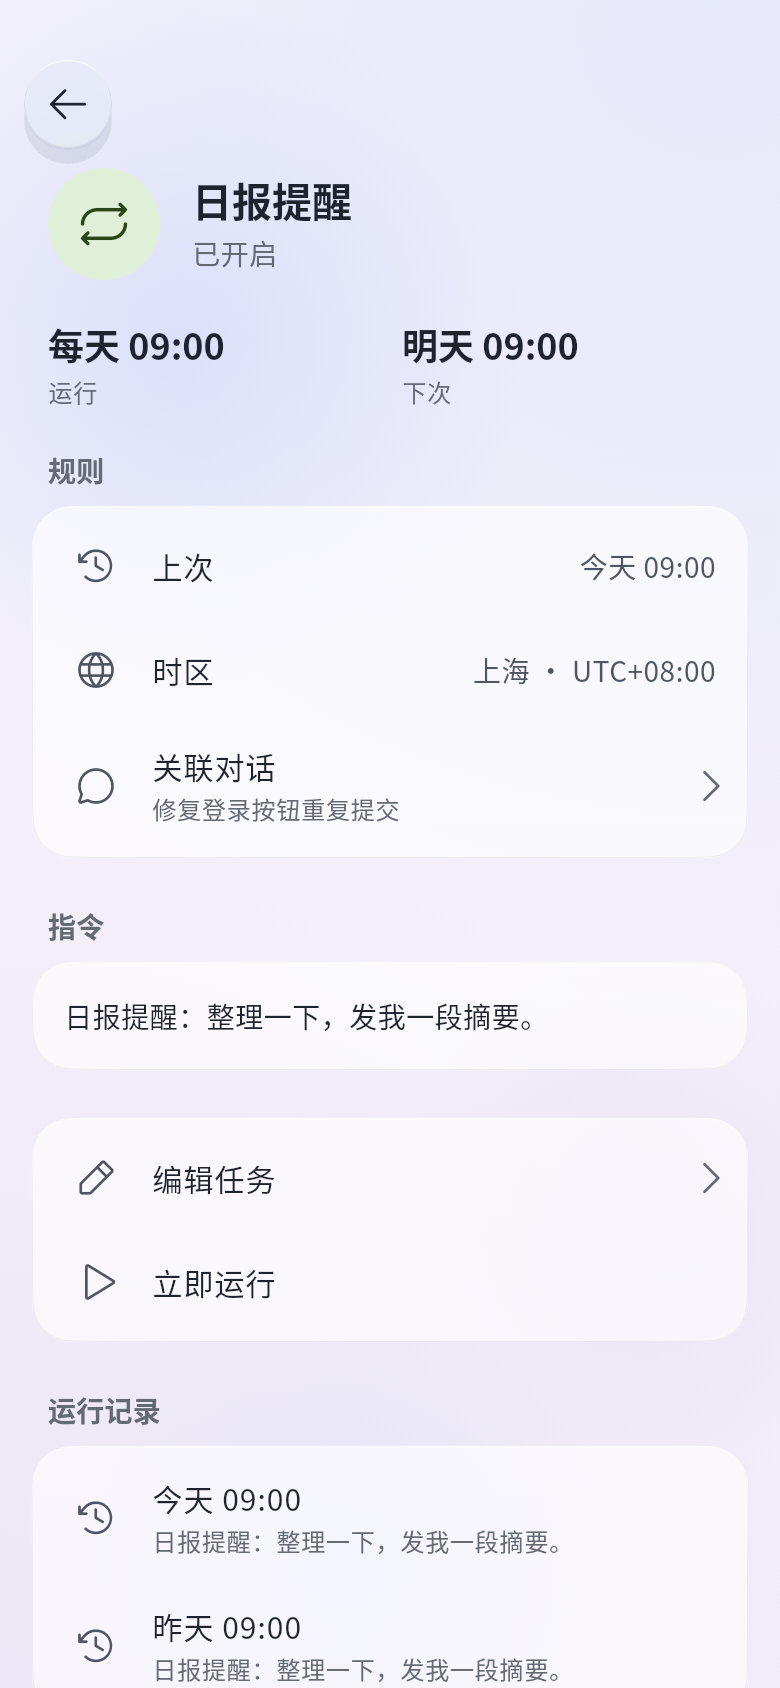 日报提醒
已开启
每天 09:00
运行
明天 09:00
下次
规则
上次
今天 09:00
时区
上海 · UTC+08:00
关联对话
修复登录按钮重复提交
指令
日报提醒：整理一下，发我一段摘要。
编辑任务
立即运行
运行记录
今天 09:00
日报提醒：整理一下，发我一段摘要。
昨天 09:00
日报提醒：整理一下，发我一段摘要。